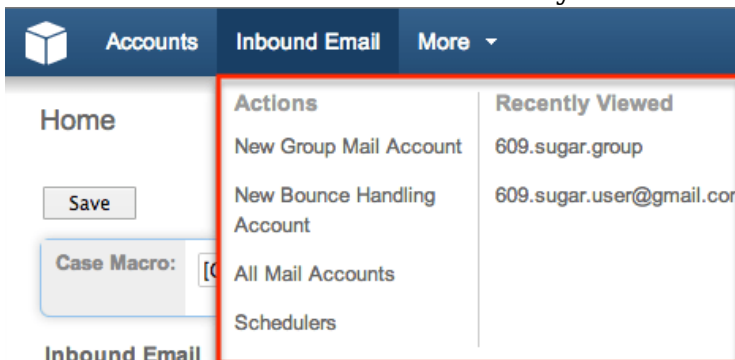 Accounts Inbound Email More
Actions Recently Viewed
Home
New Group Mail Account 609.sugar.group
Save
New Bounce Handling 609.sugar.user@gmail.cor
Account
Case Macro:
All Mail Accounts
Schedulers
Inbound Email